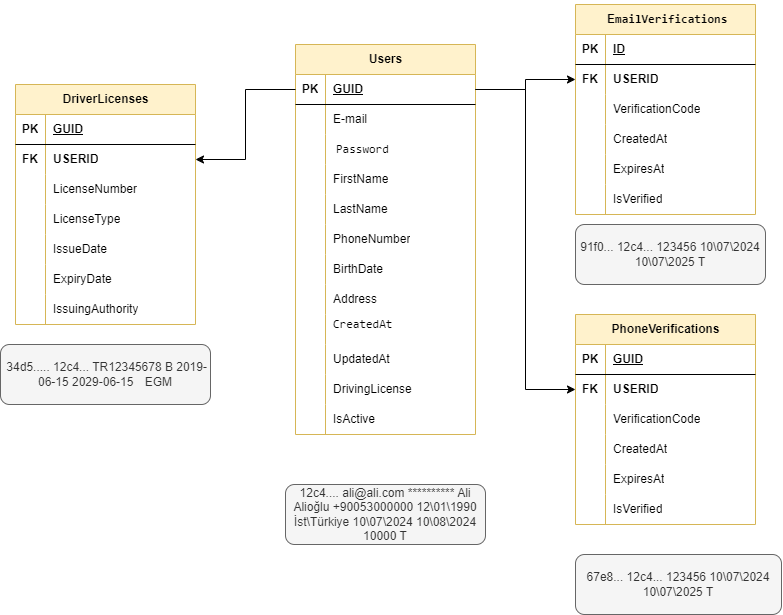 DriverLicenses
PK GUID
FK USERID
LicenseNumber
LicenseType
IssueDate
ExpiryDate
IssuingAuthority
34d5..... 12c4... TR12345678 B 2019-
06-15 2029-06-15 EGM
Users
PK GUID
E-mail
Password
FirstName
LastName
PhoneNumber
BirthDate
Address
CreatedAt
UpdatedAt
DrivingLicense
IsActive
12c4.... ali@ali.com ********** Ali
Alioğlu +90053000000 12\01\1990
İst\Türkiye 10\07\2024 10\08\2024
10000 T
EmailVerifications
PK ID
FK USERID
VerificationCode
CreatedAt
ExpiresAt
IsVerified
91f0... 12c4... 123456 10\07\2024
10\07\2025 T
PhoneVerifications
PK GUID
FK USERID
VerificationCode
CreatedAt
ExpiresAt
IsVerified
67e8... 12c4... 123456 10\07\2024
10\07\2025 T